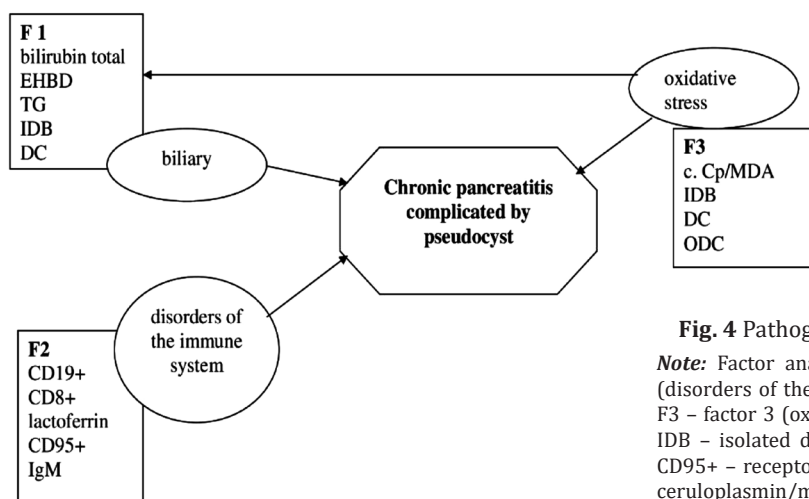 F 1
bilirubin total
EHBD
TG
IDB
DC
biliary
oxidative
stress
F3
c. Cp/MDA
IDB
DC
ODC
Chronic pancreatitis
complicated by
pseudocyst
disorders of
the immune
system
F2
CD19+
CD8+
lactoferrin
CD95+
IgM
Fig. 4 Pathog
Note: Factor ana
(disorders of the
F3 – factor 3 (ox
IDB – isolated d
CD95+ – recepto
ceruloplasmin/m